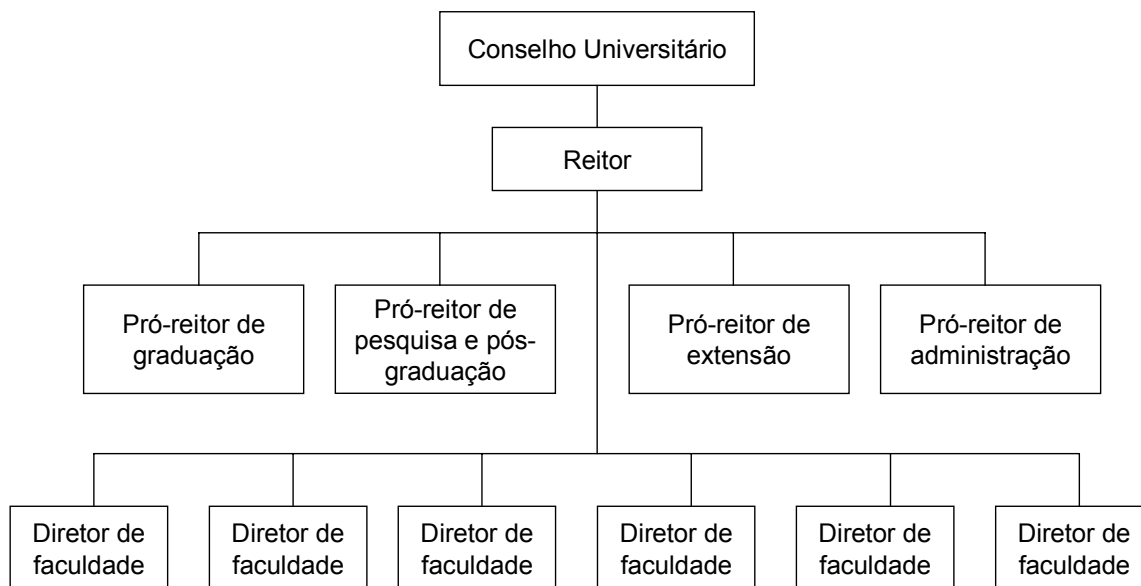 Conselho Universitário
Reitor
Pró-reitor de
graduação
Pró-reitor de
pesquisa e pós-
graduação
Pró-reitor de
extensão
Pró-reitor de
administração
Diretor de
faculdade
Diretor de
faculdade
Diretor de
faculdade
Diretor de
faculdade
Diretor de
faculdade
Diretor de
faculdade